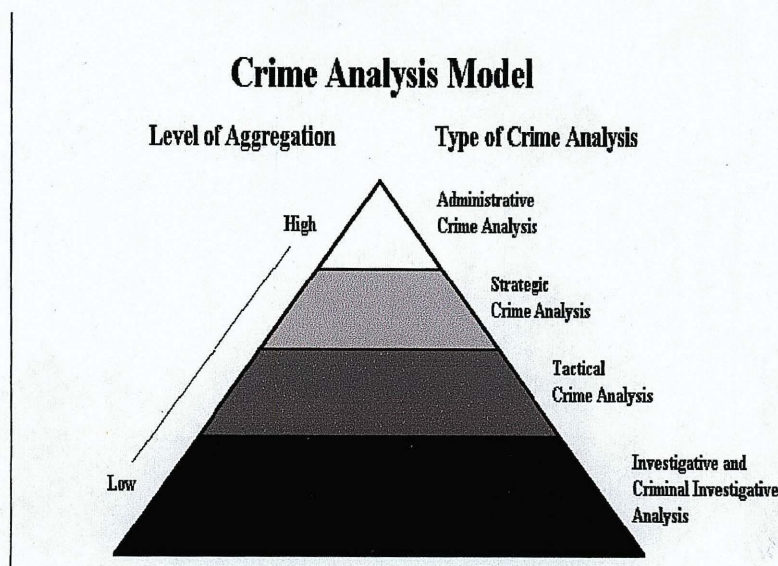 Crime Analysis Model
Level of Aggregation
Type of Crime Analysis
High
Administrative
Crime Analysis
Strategic
Crime Analysis
Tactical
Crime Analysis
Low
Investigative and
Criminal Investigative
Analysis